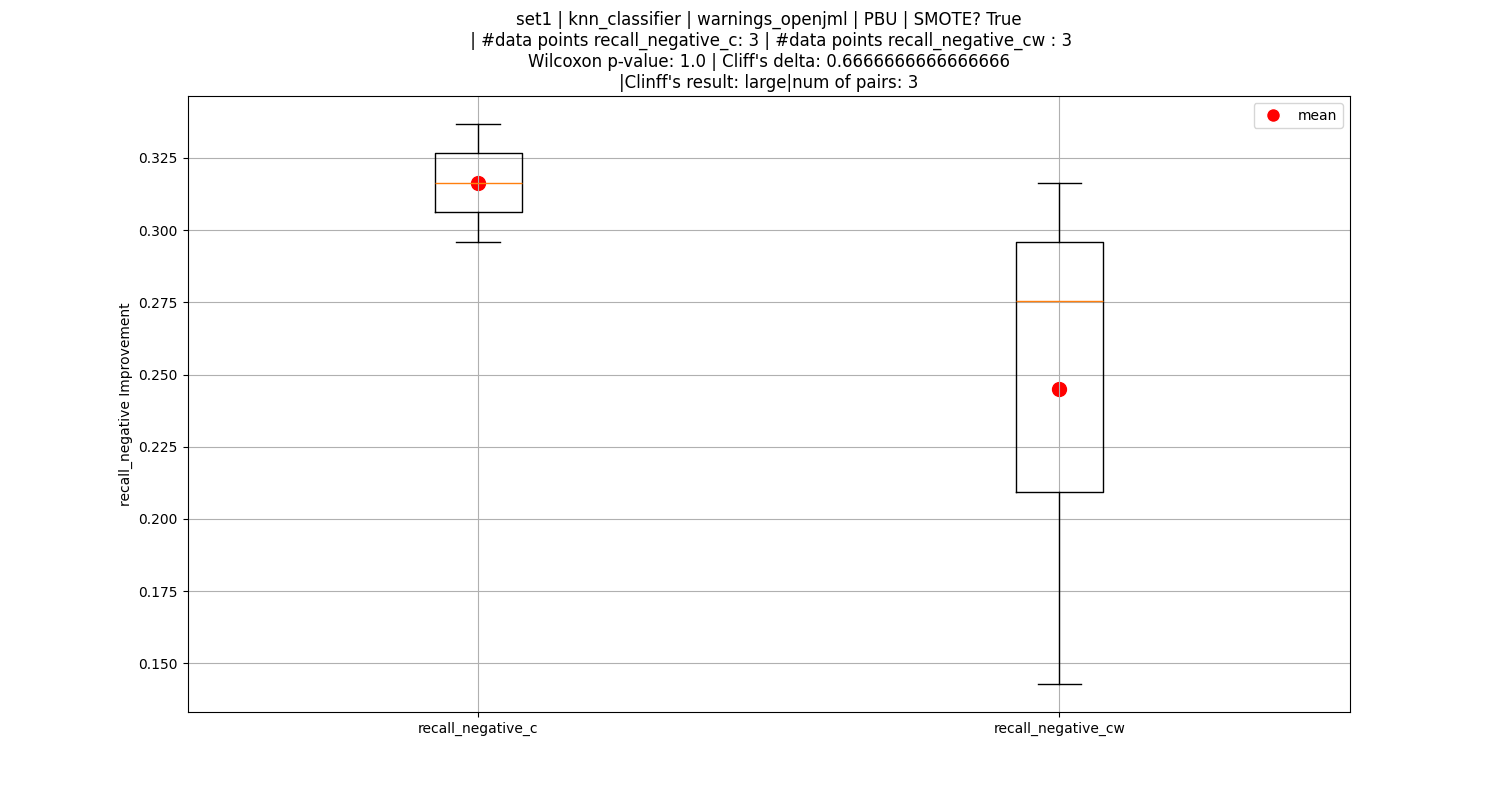 set1 | knn_classifier | warnings_openjml | PBU | SMOTE? True
| #data points recall_negative_c: 3 | #data points recall_negative_cw : 3
Wilcoxon p-value: 1.0 | Cliff's delta: 0.6666666666666666
|Clinff's result: large|num of pairs: 3
mean
0.325
0.300
0.275
0.250
0.225
0.200
0.175
0.150
recall_negative Improvement
recall_negative_c
recall_negative_cw